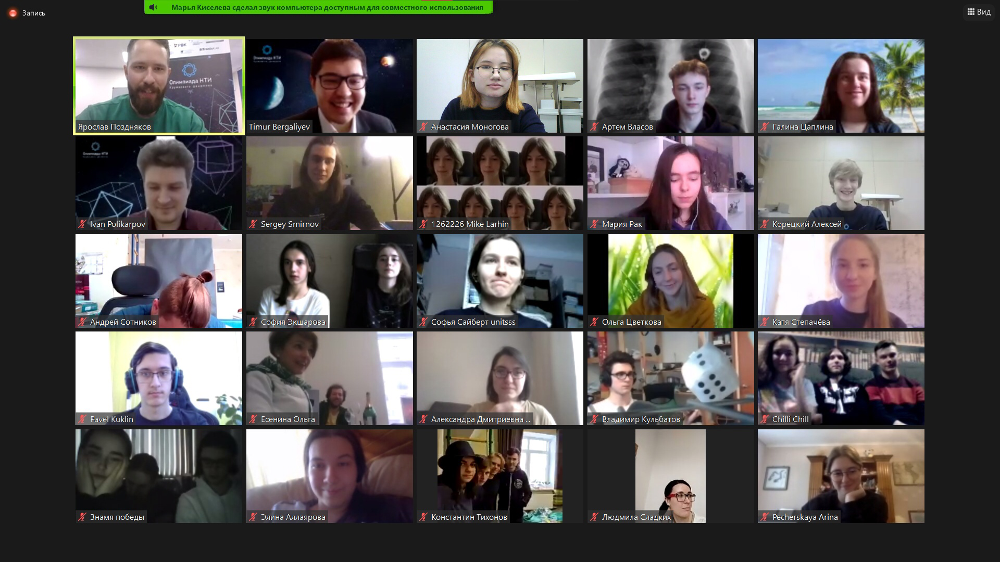 Запись
Марья Киселева сделал звук компьютера доступным для совместного использования
Вид
РВК
Олимпиада НТИ
Кружкового движения
Ярослав Поздняков
Олимпиада НТИ
Timur Bergaliyev
Анастасия Моногова
Артем Власов
Галина Цаплина
Олимпиада НТИ
Ivan Polikarpov
Sergey Smirnov
1262226 Mike Larhin
Мария Рак
Корецкий Алексей
Андрей Сотников
София Экшарова
Софья Сайберт unitsss
Ольга Цветкова
Катя Степачёва
Pavel Kuklin
Есенина Ольга
Александра Дмитриевна ...
Владимир Кульбатов
Chilli Chill
Знамя победы
Элина Аллаярова
Константин Тихонов
Людмила Сладких
Pecherskaya Arina